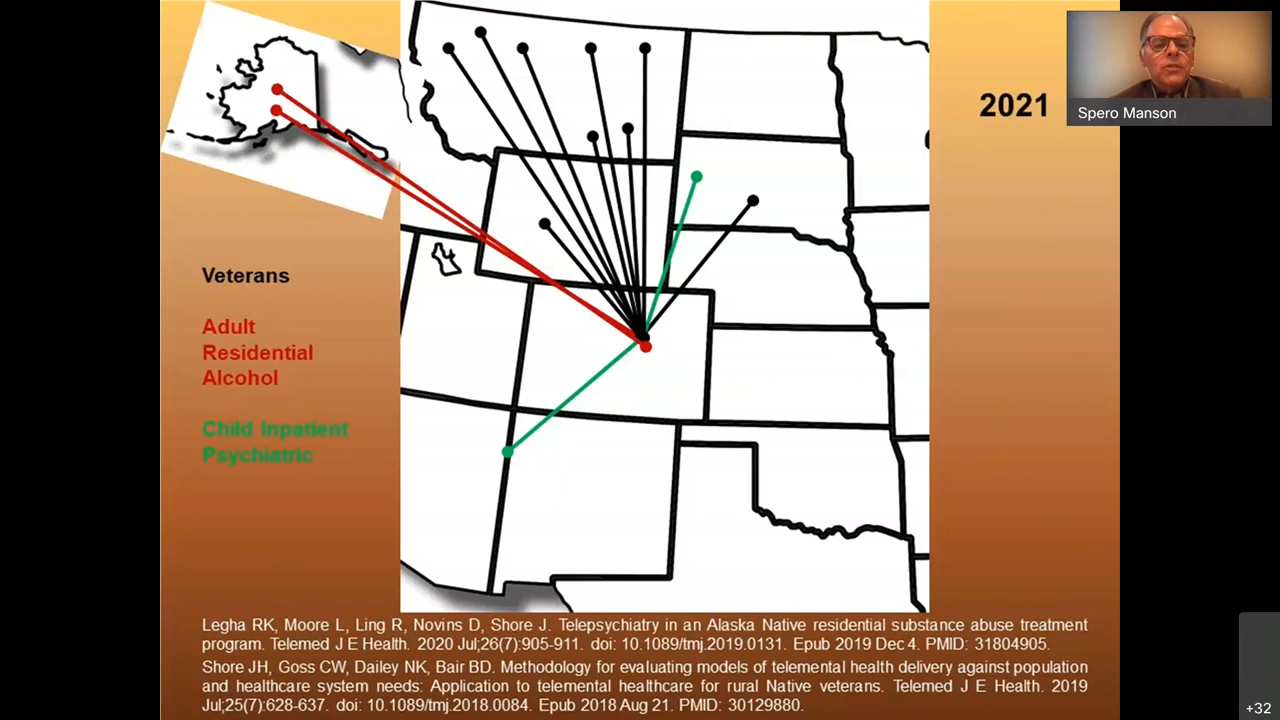 2021
Spero Manson
Veterans
Adult
Residential
Alcohol
Child Inpatient
Psychiatric
Legha RK, Moore L, Ling R, Novins D, Shore J. Telepsychiatry in an Alaska Native residential substance abuse treatment
program. Telemed J E Health. 2020 Jul;26(7):905-911. doi: 10.1089/tmj.2019.0131. Epub 2019 Dec 4. PMID: 31804905.
Shore JH, Goss CW, Dailey NK, Bair BD. Methodology for evaluating models of telemental health delivery against population
and healthcare system needs: Application to telemental healthcare for rural Native veterans. Telemed J E Health. 2019
Jul;25(7):628-637. doi: 10.1089/tmj.2018.0084. Epub 2018 Aug 21. PMID: 30129880.
+32